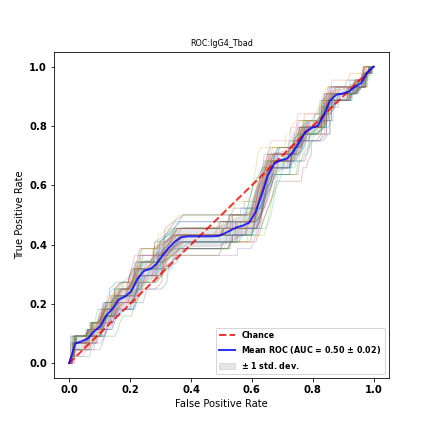 ROC:IgG4_Tbad
1.0
0.8
0.6
0.4
0.2
0.0
True Positive Rate
Chance
Mean ROC (AUC = 0.50 ± 0.02)
± 1 std. dev.
0.0 0.2 0.4 0.6 0.8 1.0
False Positive Rate